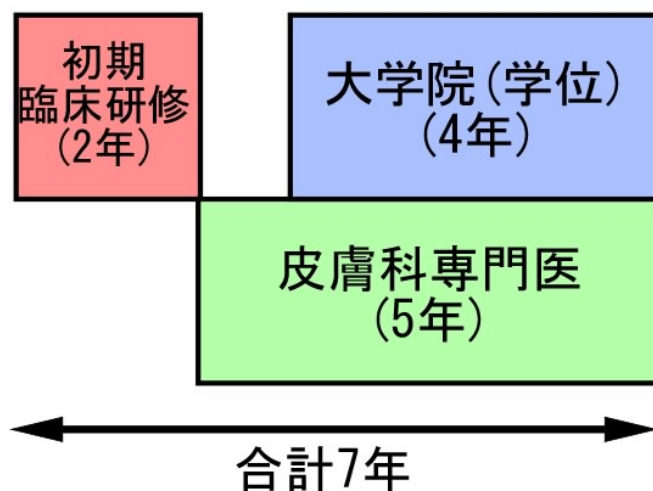 初期
臨床研修
(2年)
大学院(学位)
(4年)
皮膚科専門医
(5年)
合計7年